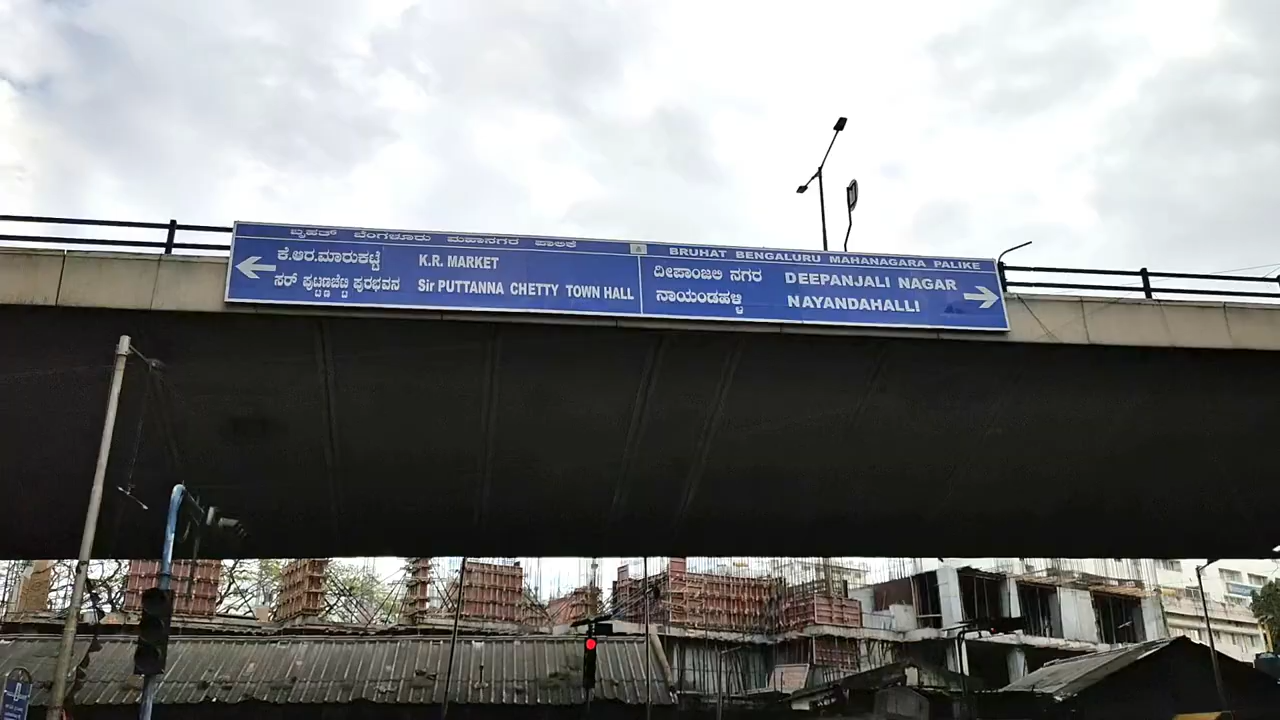 ಬೃಹತ್ ಬೆಂಗಳೂರು ಮಹಾನಗರ ಪಾಲಿಕೆ BRUHAT BENGALURU MAHANAGARA PALIKE
ಕೆ.ಆರ.ಮಾರುಕಟ್ಟೆ K.R. MARKET
ಸರ್ ಪುಟ್ಟಣ್ಣಚೆಟ್ಟಿ ಪುರಭವನ Sir PUTTANNA CHETTY TOWN HALL
ದೀಪಾಂಜಲಿ ನಗರ DEEPANJALI NAGAR
ನಾಯಂಡಹಳ್ಳಿ NAYANDAHALLI